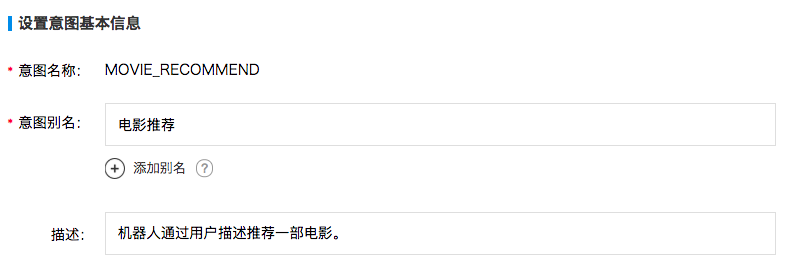 设置意图基本信息
* 意图名称： MOVIE_RECOMMEND
* 意图别名： 电影推荐
+ 添加别名 ?
描述： 机器人通过用户描述推荐一部电影。